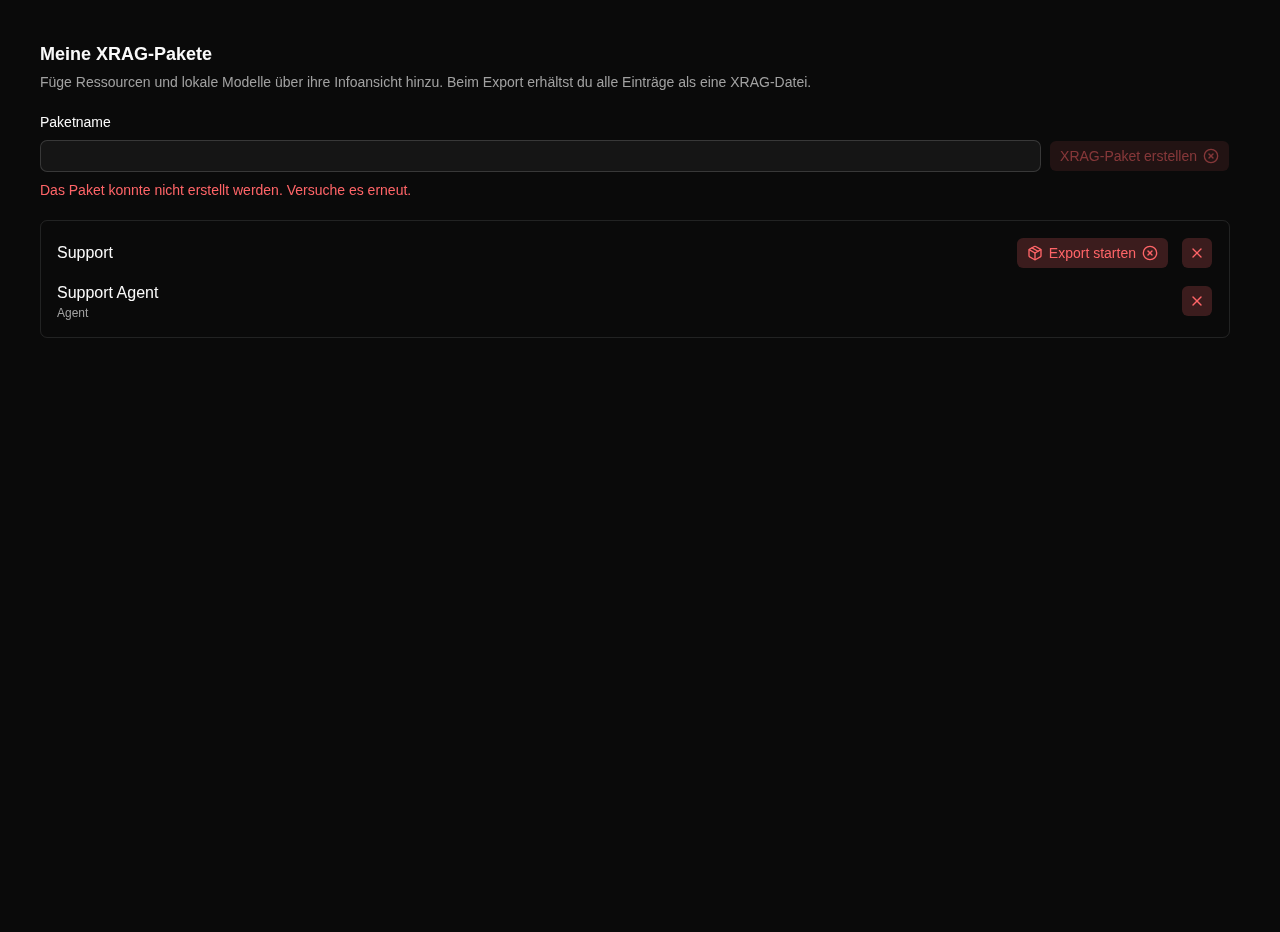 Meine XRAG-Pakete
Füge Ressourcen und lokale Modelle über ihre Infoansicht hinzu. Beim Export erhältst du alle Einträge als eine XRAG-Datei.
Paketname
XRAG-Paket erstellen
Das Paket konnte nicht erstellt werden. Versuche es erneut.
Support
Export starten
Support Agent
Agent